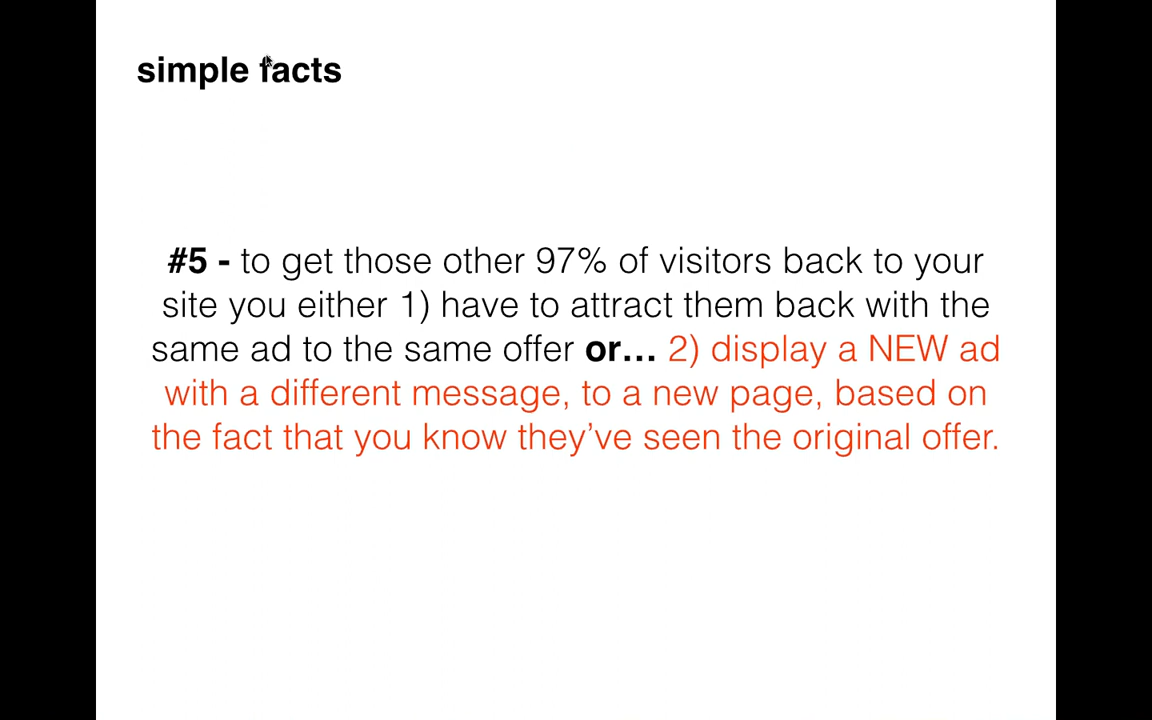 simple facts
#5 - to get those other 97% of visitors back to your
site you either 1) have to attract them back with the
same ad to the same offer or... 2) display a NEW ad
with a different message, to a new page, based on
the fact that you know they’ve seen the original offer.